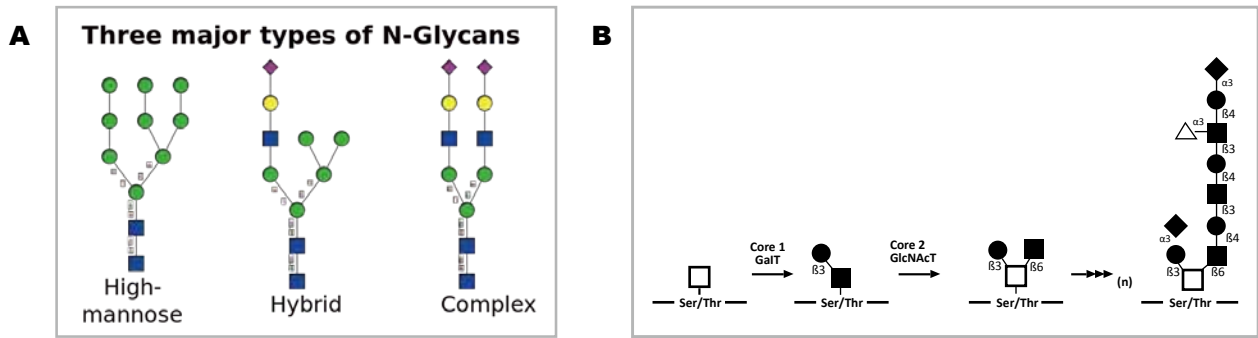 A
Three major types of N-Glycans
High-
mannose
Hybrid
Complex
B
Core 1
GalT
Core 2
GlcNAcT
(n)
ß3
ß3
ß6
α3
ß4
α3
ß3
ß4
ß3
ß4
α3
ß3
ß6
Ser/Thr
Ser/Thr
Ser/Thr
Ser/Thr